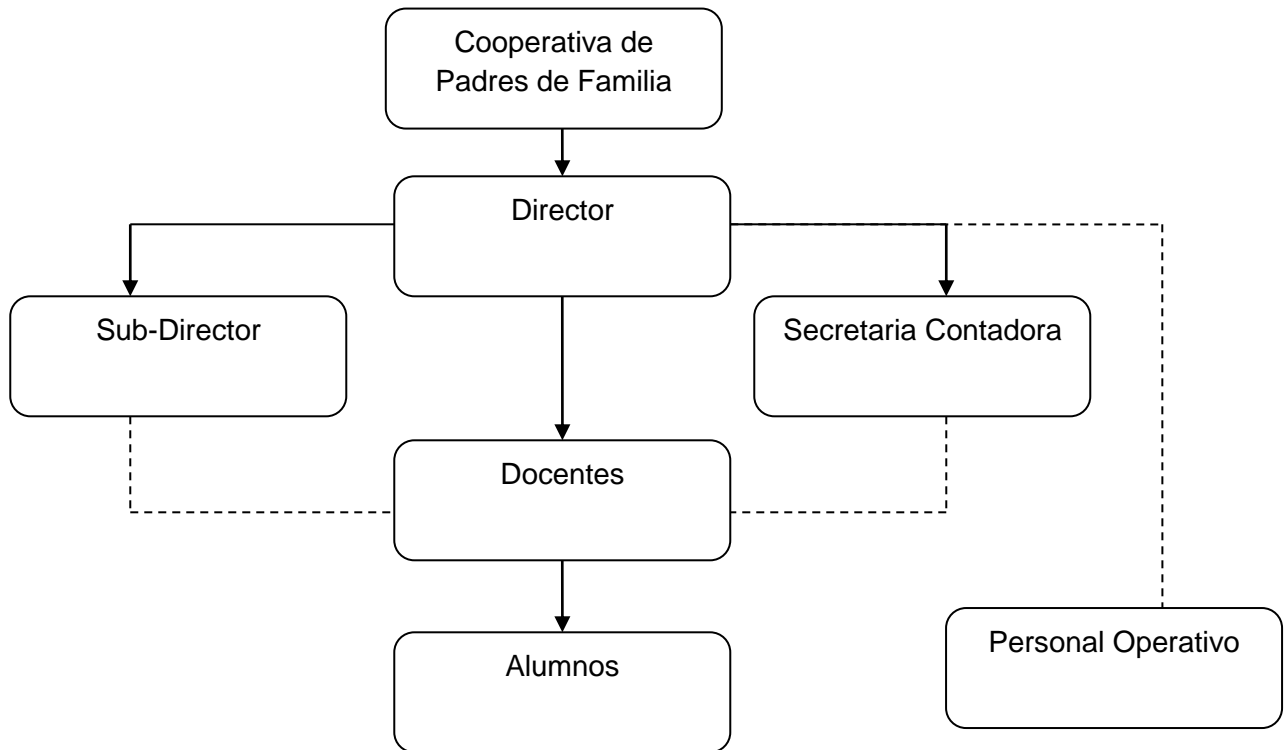 Cooperativa de
Padres de Familia
Director
Sub-Director
Secretaria Contadora
Docentes
Alumnos
Personal Operativo